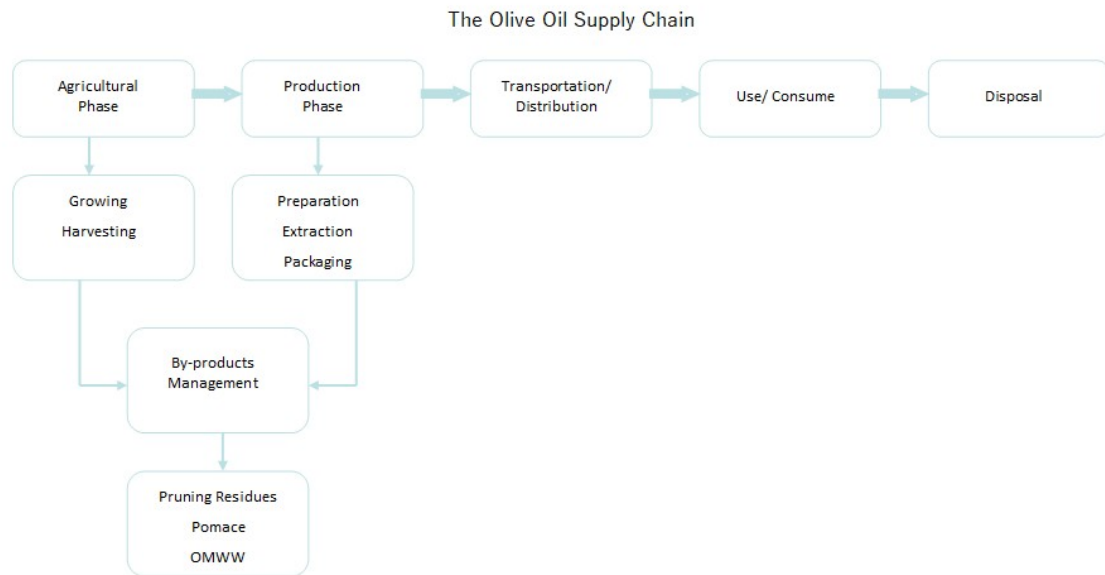 The Olive Oil Supply Chain
Agricultural
Phase
Production
Phase
Transportation/
Distribution
Use/ Consume
Disposal
Growing
Harvesting
Preparation
Extraction
Packaging
By-products
Management
Pruning Residues
Pomace
OMWW